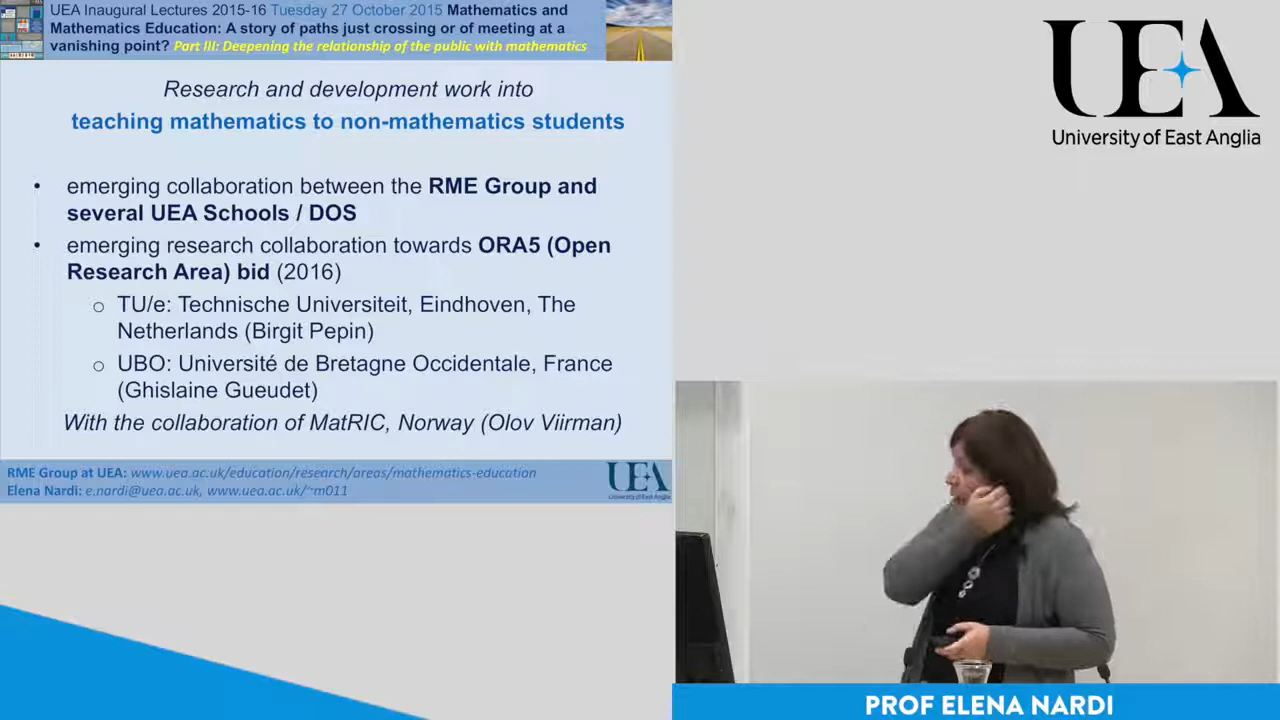 UEA Inaugural Lectures 2015-16 Tuesday 27 October 2015 Mathematics and
Mathematics Education: A story of paths just crossing or of meeting at a
vanishing point? Part III: Deepening the relationship of the public with mathematics
Research and development work into
teaching mathematics to non-mathematics students
• emerging collaboration between the RME Group and
several UEA Schools / DOS
• emerging research collaboration towards ORA5 (Open
Research Area) bid (2016)
o TU/e: Technische Universiteit, Eindhoven, The
Netherlands (Birgit Pepin)
o UBO: Université de Bretagne Occidentale, France
(Ghislaine Gueudet)
With the collaboration of MatRIC, Norway (Olov Viirman)
RME Group at UEA: www.uea.ac.uk/education/research/areas/mathematics-education
Elena Nardi: e.nardi@uea.ac.uk, www.uea.ac.uk/~m011
UEA
University of East Anglia
UEA
University of East Anglia
PROF ELENA NARDI